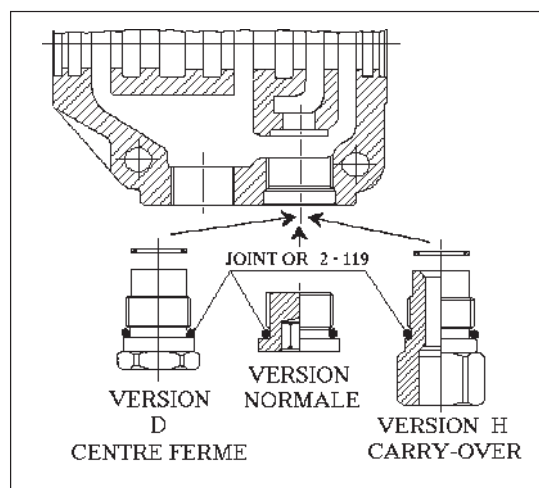 JOINT OR 2-119
VERSION
D
CENTRE FERME
VERSION
NORMALE
VERSION H
CARRY-OVER